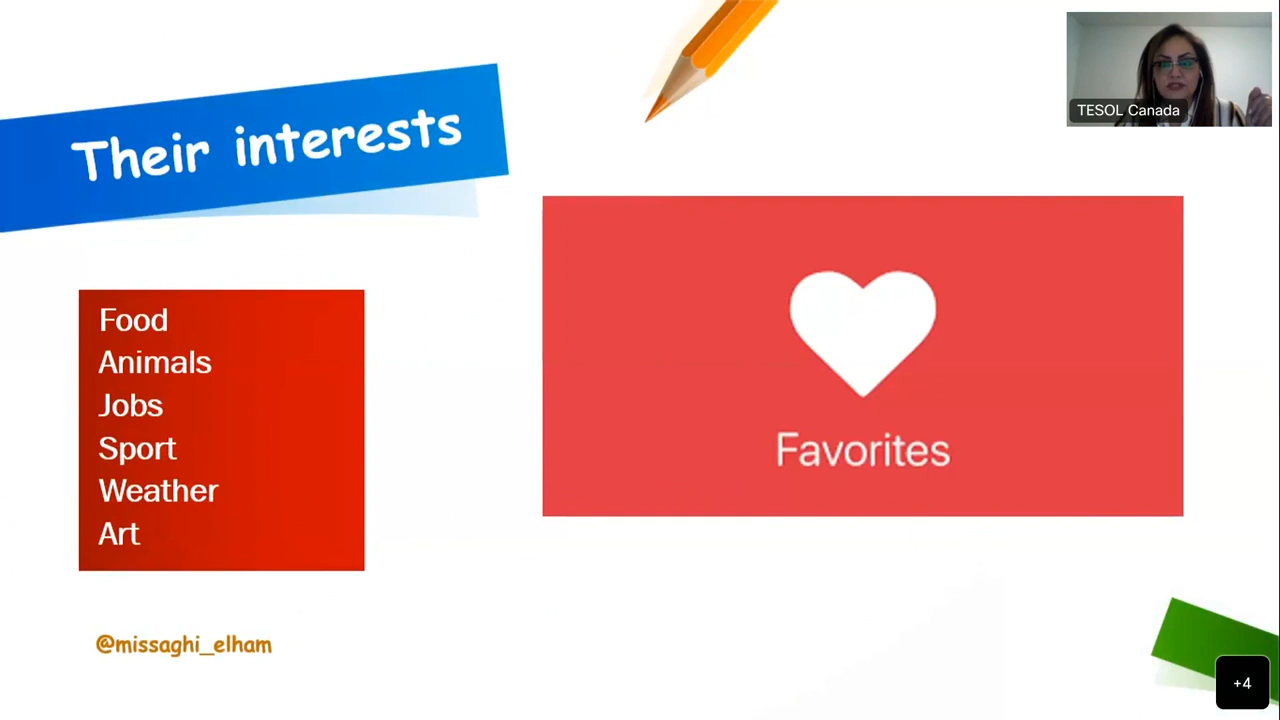 Their interests
TESOL Canada
Food
Animals
Jobs
Sport
Weather
Art
Favorites
@missaghi_elham
+4